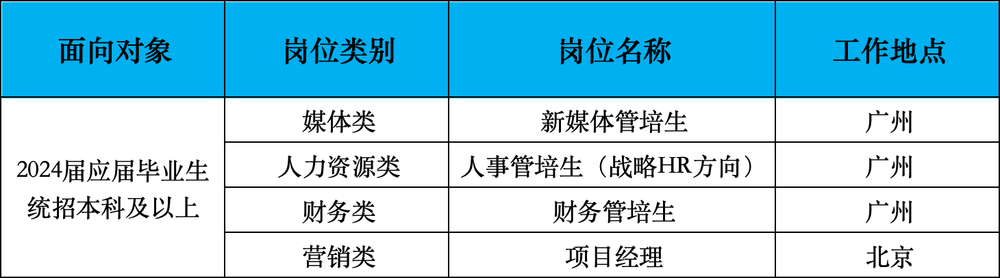 面向对象 岗位类别 岗位名称 工作地点
2024届应届毕业生
统招本科及以上
媒体类 新媒体管培生 广州
人力资源类 人事管培生（战略HR方向） 广州
财务类 财务管培生 广州
营销类 项目经理 北京